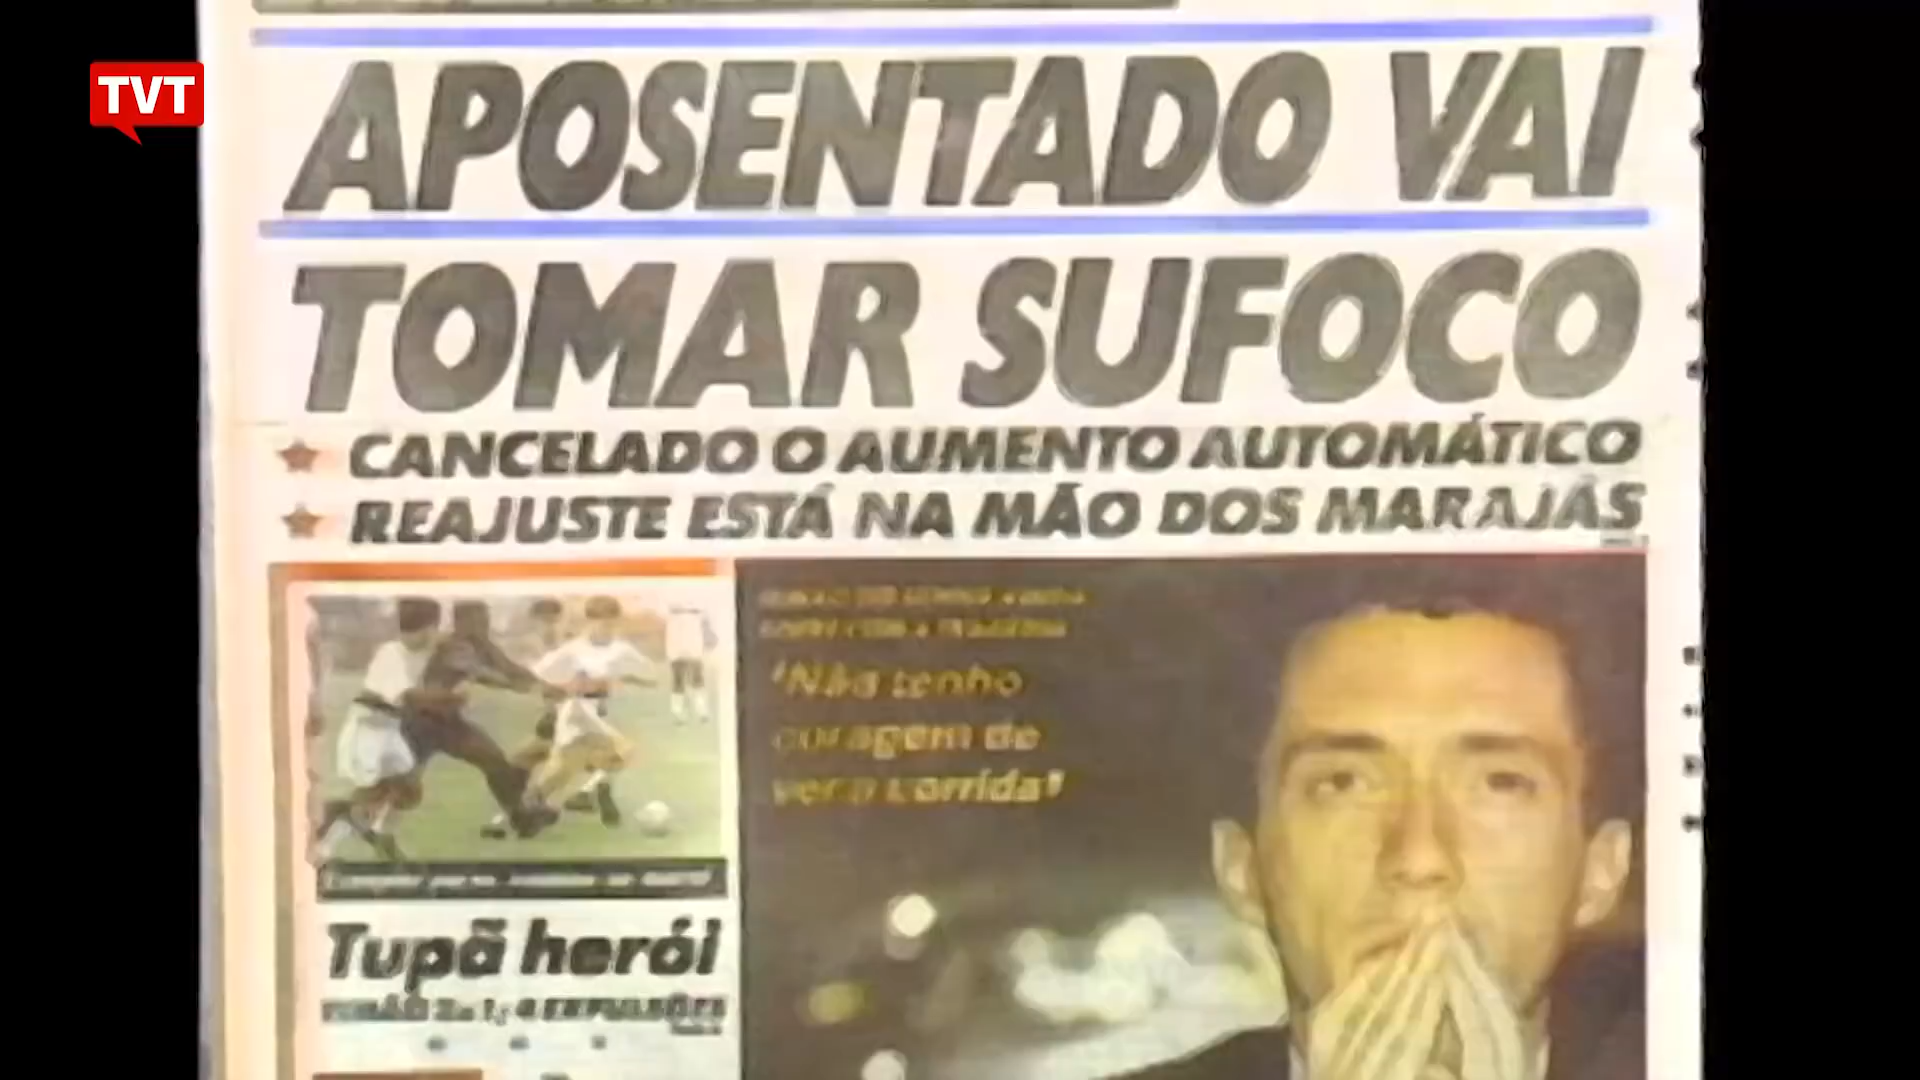 TVT
APOSENTADO VAI
TOMAR SUFOCO
CANCELADO O AUMENTO AUTOMÁTICO
REAJUSTE ESTÁ NA MÃO DOS MARAJÁS
'Não tenho
coragem de
ver a corrida'
Tupã herói